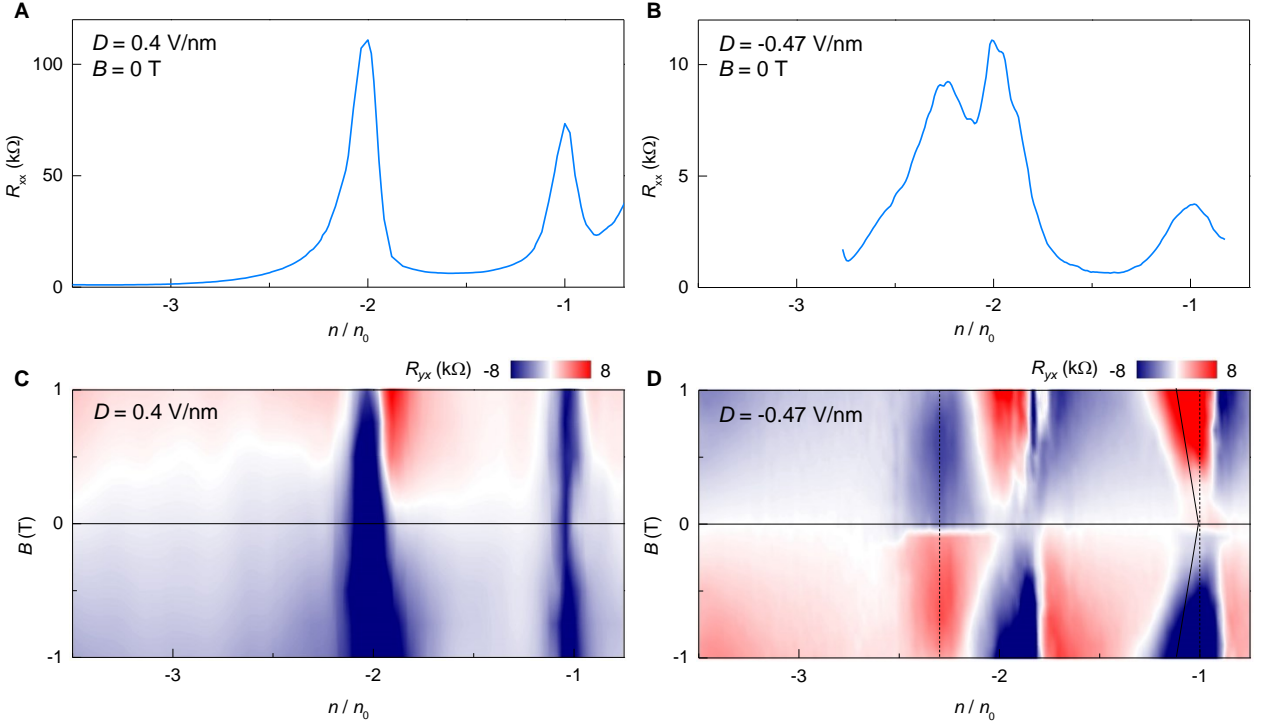 A
D = 0.4 V/nm
B = 0 T
100
50
0
Rxx (kΩ)
-3
-2
-1
n / n0
B
D = -0.47 V/nm
B = 0 T
10
5
0
Rxx (kΩ)
-3
-2
-1
n / n0
C
Ryx (kΩ) -8 8
D = 0.4 V/nm
1
0
-1
B (T)
-3
-2
-1
n / n0
D
Ryx (kΩ) -8 8
D = -0.47 V/nm
1
0
-1
B (T)
-3
-2
-1
n / n0